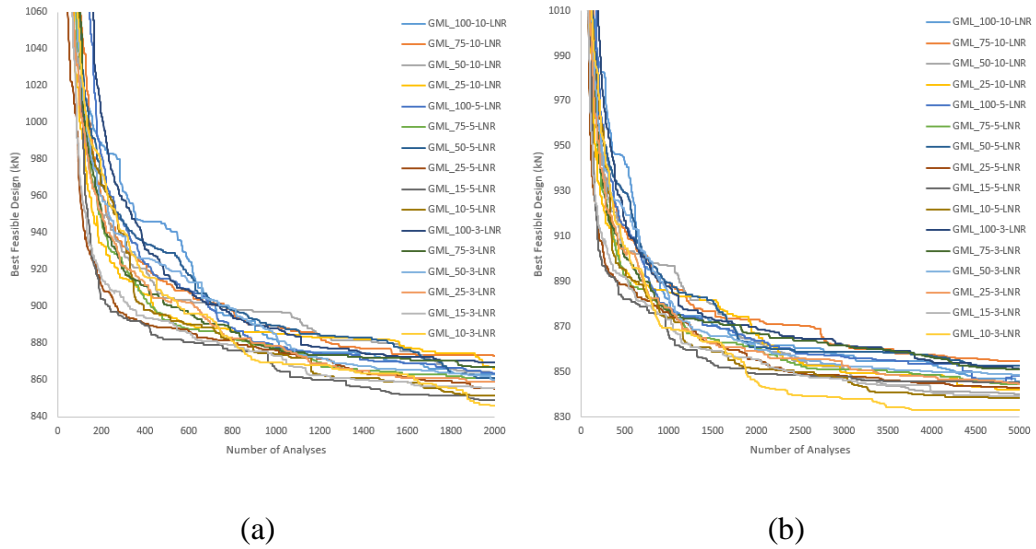 1060
1040
1020
1000
980
960
940
920
900
880
860
840
Best Feasible Design (kN)
0 200 400 600 800 1000 1200 1400 1600 1800 2000
Number of Analyses
GML_100-10-LNR
GML_75-10-LNR
GML_50-10-LNR
GML_25-10-LNR
GML_100-5-LNR
GML_75-5-LNR
GML_50-5-LNR
GML_25-5-LNR
GML_15-5-LNR
GML_10-5-LNR
GML_100-3-LNR
GML_75-3-LNR
GML_50-3-LNR
GML_25-3-LNR
GML_15-3-LNR
GML_10-3-LNR
(a)
1010
990
970
950
930
910
890
870
850
830
Best Feasible Design (kN)
0 500 1000 1500 2000 2500 3000 3500 4000 4500 5000
Number of Analyses
GML_100-10-LNR
GML_75-10-LNR
GML_50-10-LNR
GML_25-10-LNR
GML_100-5-LNR
GML_75-5-LNR
GML_50-5-LNR
GML_25-5-LNR
GML_15-5-LNR
GML_10-5-LNR
GML_100-3-LNR
GML_75-3-LNR
GML_50-3-LNR
GML_25-3-LNR
GML_15-3-LNR
GML_10-3-LNR
(b)